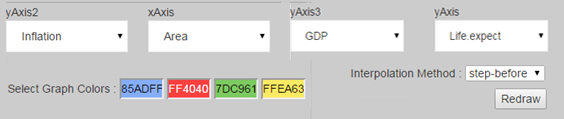 yAxis2 xAxis yAxis3 yAxis
Inflation Area GDP Life.expect
Interpolation Method : step-before
Select Graph Colors : 85ADFF FF4040 7DC961 FFEA63
Redraw